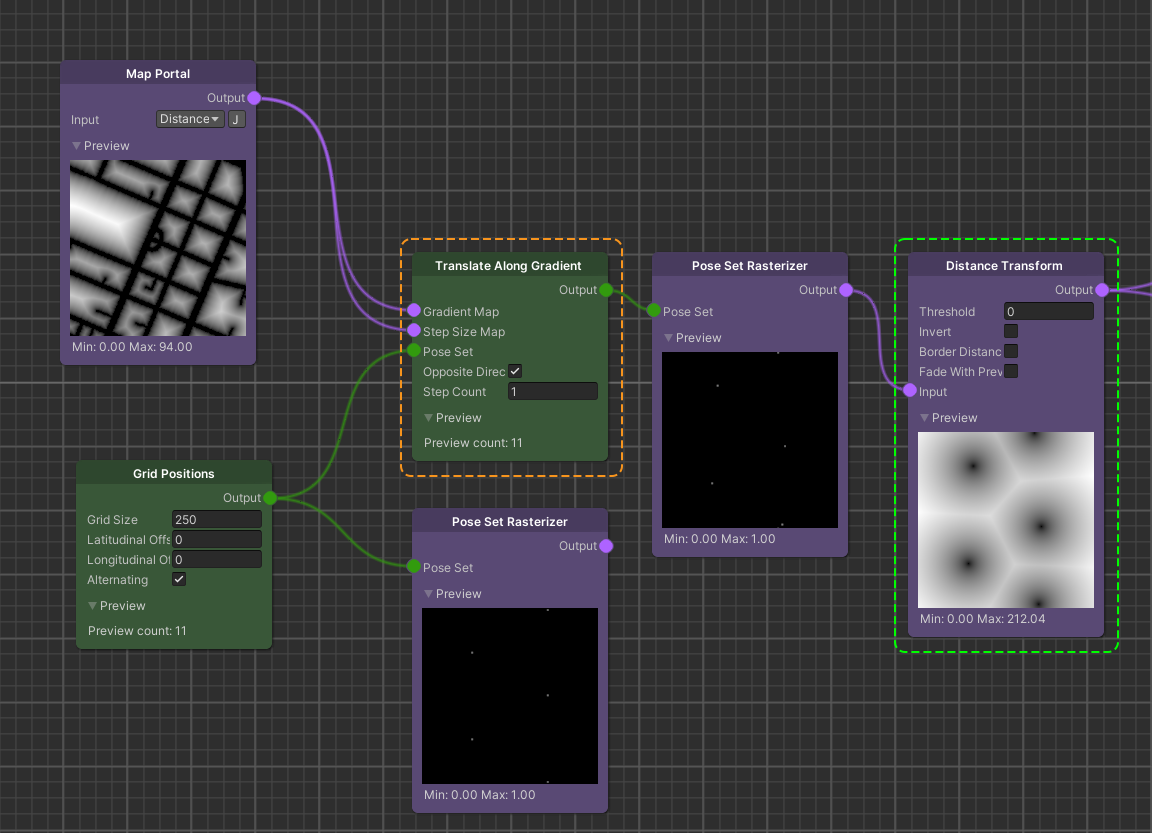 Map Portal
Output
Input Distance J
Preview
Min: 0.00 Max: 94.00
Translate Along Gradient
Output
Gradient Map
Step Size Map
Pose Set
Opposite Direc
Step Count 1
Preview
Preview count: 11
Pose Set Rasterizer
Output
Pose Set
Preview
Min: 0.00 Max: 1.00
Distance Transform
Output
Threshold 0
Invert
Border Distanc
Fade With Prev
Input
Preview
Min: 0.00 Max: 212.04
Grid Positions
Output
Grid Size 250
Latitudinal Offs 0
Longitudinal Of 0
Alternating
Preview
Preview count: 11
Pose Set Rasterizer
Output
Pose Set
Preview
Min: 0.00 Max: 1.00